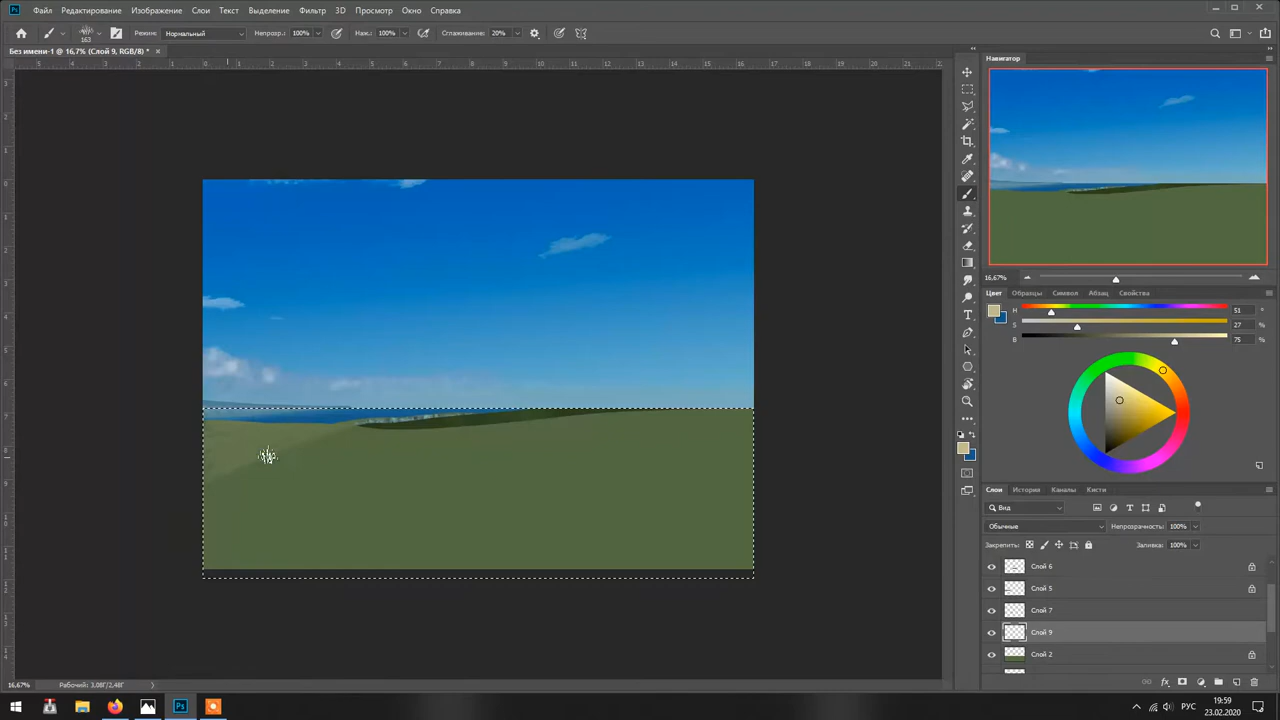 Файл Редактирование Изображение Слои Текст Выделение Фильтр 3D Просмотр Окно Справка
163 Режим: Нормальный Непрозр.: 100% Наж.: 100% Сглаживание: 20%
Без имени-1 @ 16,7% (Слой 9, RGB/8) *
Навигатор
16,67%
Цвет Образцы Символ Абзац Свойства
H 51 °
S 27 %
B 75 %
Слои История Каналы Кисти
Вид
Обычные Непрозрачность: 100%
Закрепить: Заливка: 100%
Слой 6
Слой 5
Слой 7
Слой 9
Слой 2
16,67% Рабочий: 3,08Г/2,48Г
РУС
19:59
23.02.2020